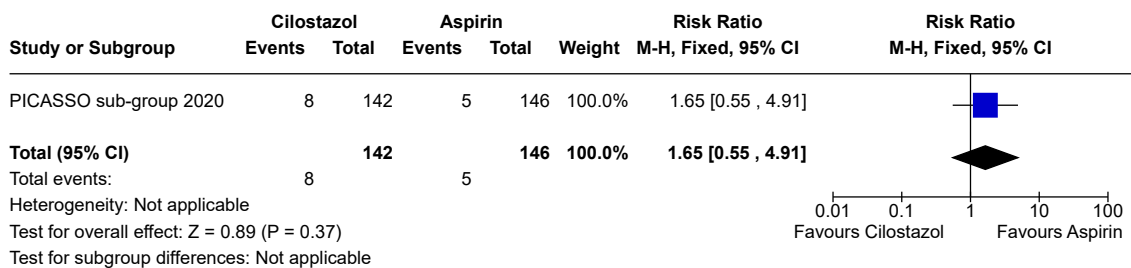 Cilostazol Aspirin Risk Ratio Risk Ratio
Study or Subgroup Events Total Events Total Weight M-H, Fixed, 95% CI M-H, Fixed, 95% CI
PICASSO sub-group 2020 8 142 5 146 100.0% 1.65 [0.55 , 4.91]
Total (95% CI) 142 146 100.0% 1.65 [0.55 , 4.91]
Total events: 8 5
Heterogeneity: Not applicable
0.01 0.1 1 10 100
Test for overall effect: Z = 0.89 (P = 0.37)
Favours Cilostazol Favours Aspirin
Test for subgroup differences: Not applicable